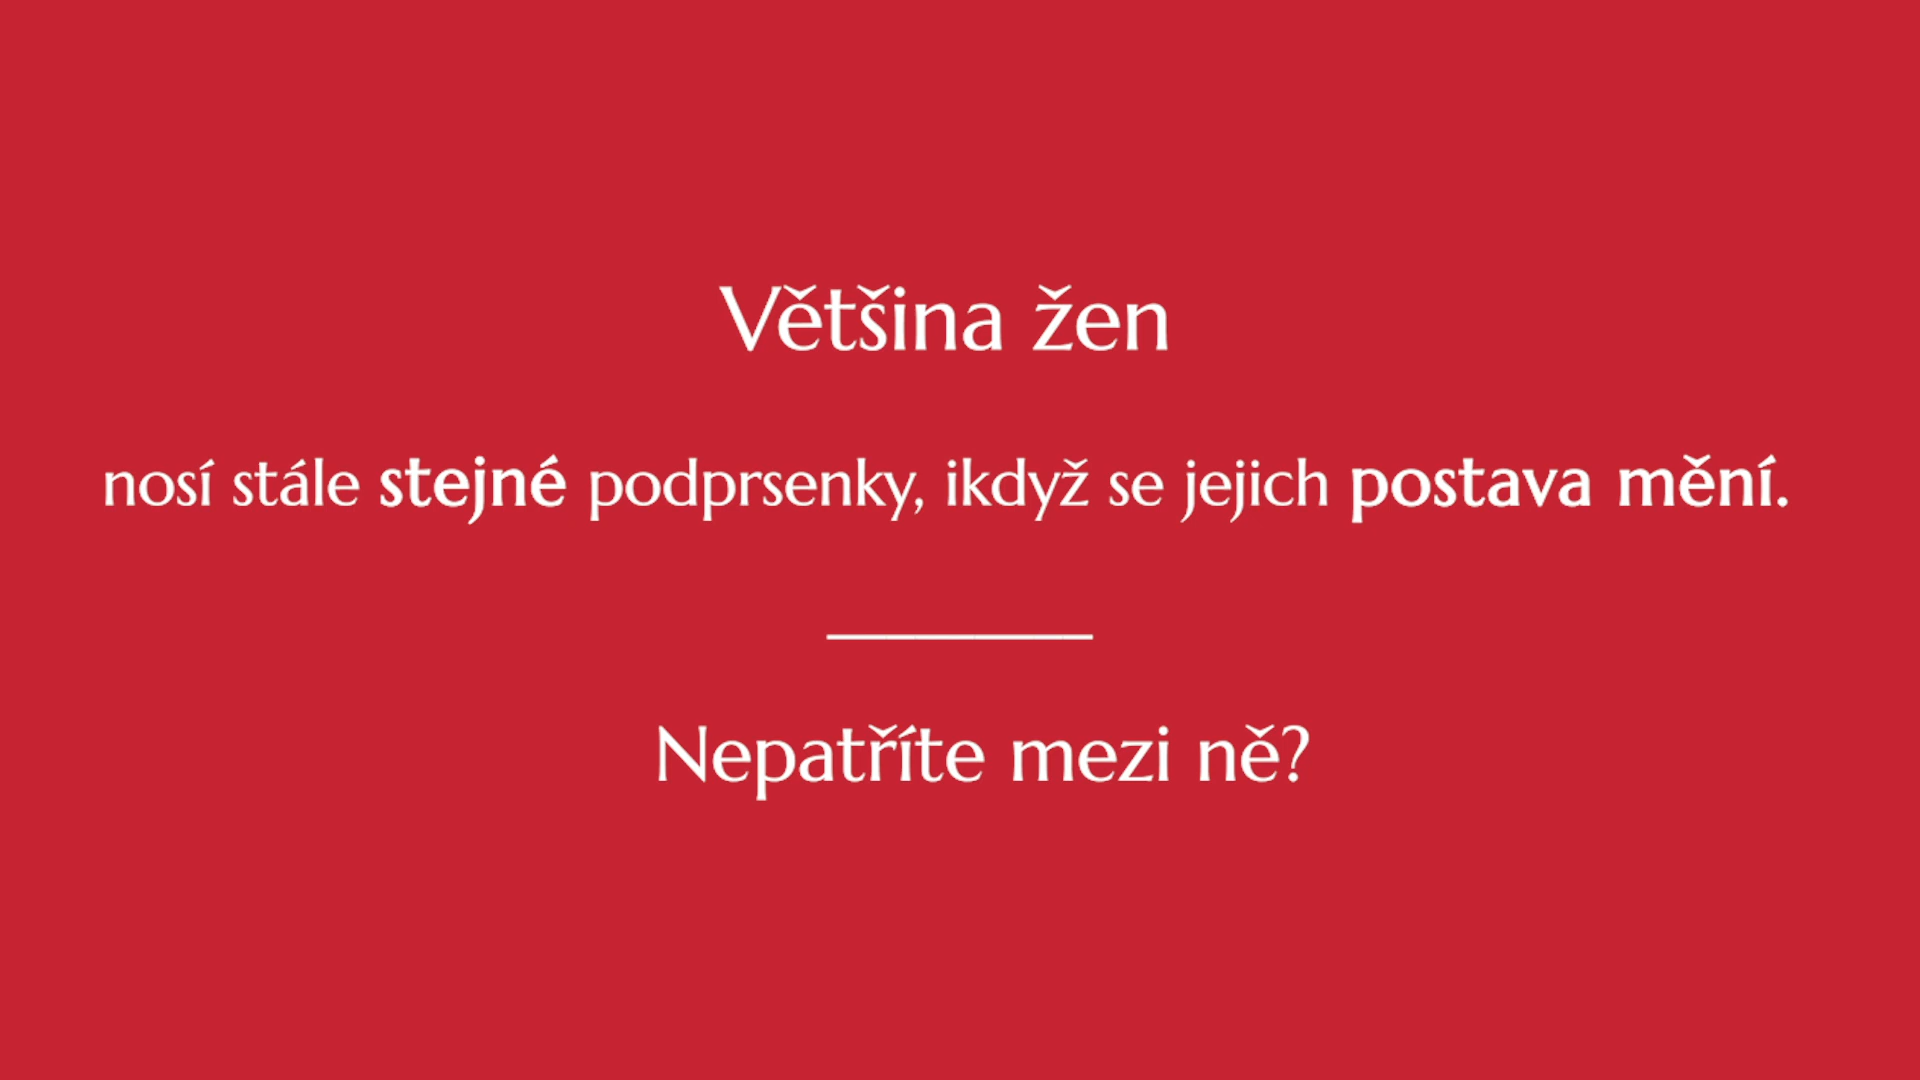 Většina žen
nosí stále stejné podprsenky, ikdyž se jejich postava mění.
Nepatříte mezi ně?